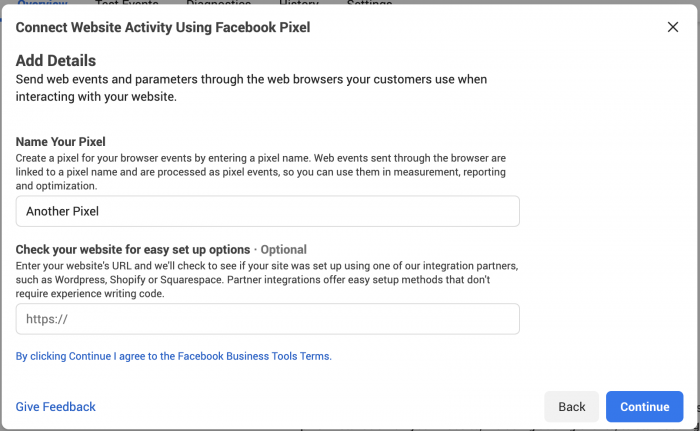 Overview Test Events Diagnostics History Settings
Connect Website Activity Using Facebook Pixel
Add Details
Send web events and parameters through the web browsers your customers use when
interacting with your website.
Name Your Pixel
Create a pixel for your browser events by entering a pixel name. Web events sent through the browser are
linked to a pixel name and are processed as pixel events, so you can use them in measurement, reporting
and optimization.
Another Pixel
Check your website for easy set up options · Optional
Enter your website's URL and we'll check to see if your site was set up using one of our integration partners,
such as Wordpress, Shopify or Squarespace. Partner integrations offer easy setup methods that don't
require experience writing code.
https://
By clicking Continue I agree to the Facebook Business Tools Terms.
Give Feedback
Back
Continue